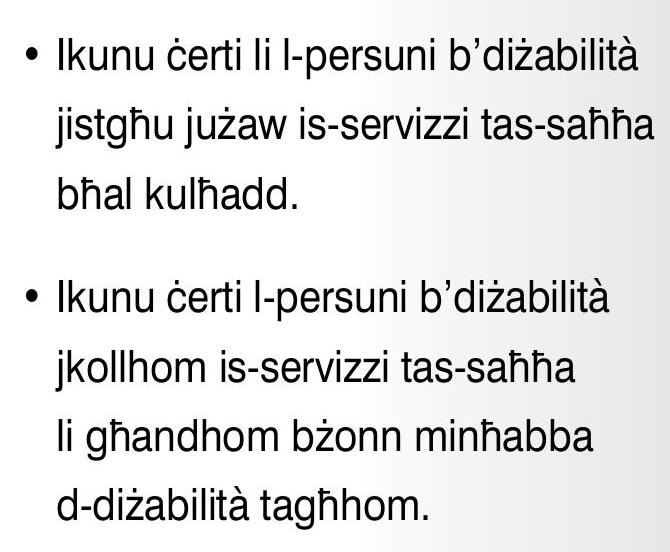 • Ikunu ċerti li l-persuni b’diżabilità
jistgħu jużaw is-servizzi tas-saħħa
bħal kulħadd.
• Ikunu ċerti l-persuni b’diżabilità
jkollhom is-servizzi tas-saħħa
li għandhom bżonn minħabba
d-diżabilità tagħhom.